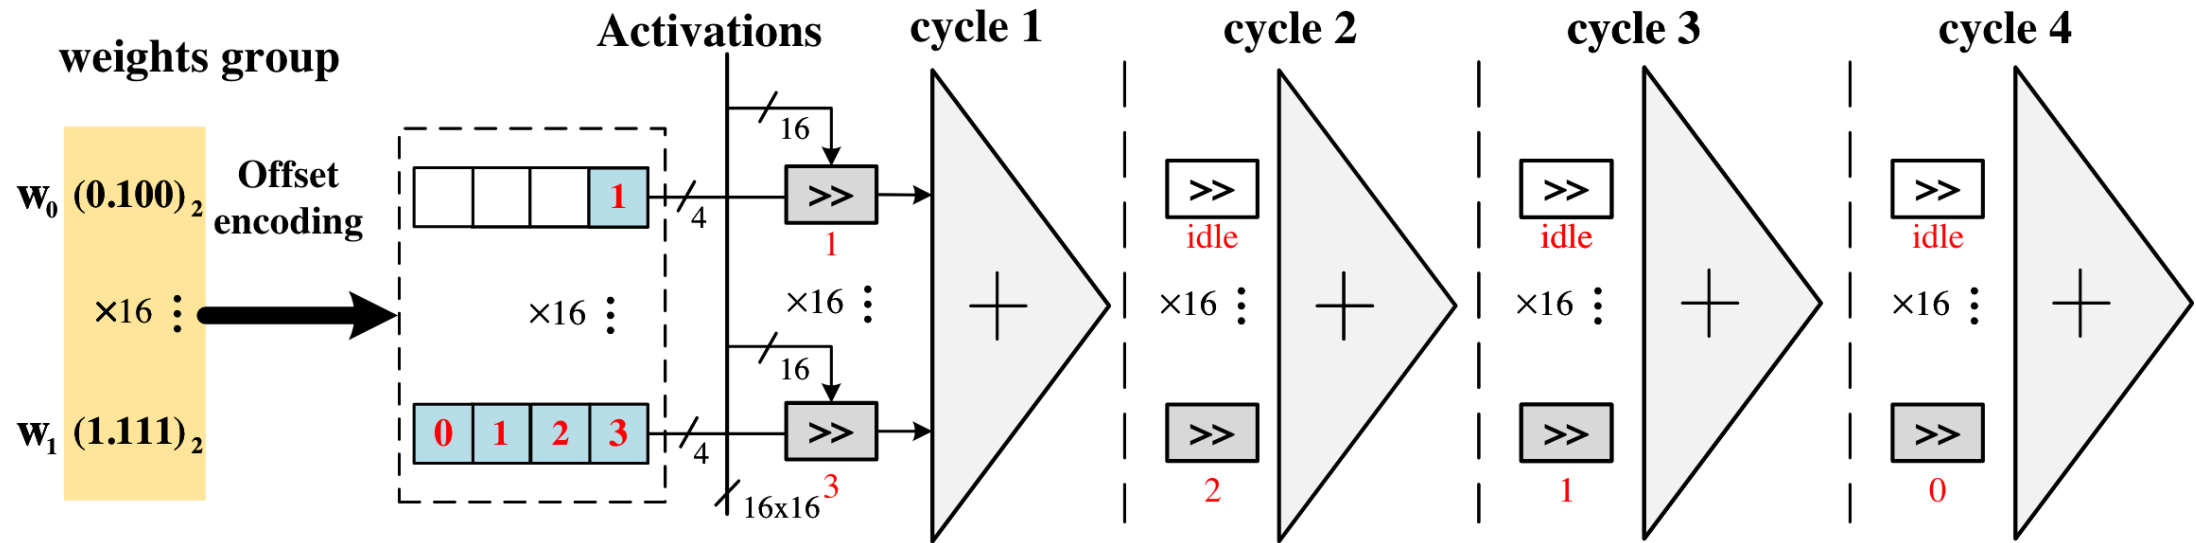 weights group
Activations
cycle 1
cycle 2
cycle 3
cycle 4
w₀ (0.100)₂
Offset
encoding
1
4
16
>>
1
>>
idle
>>
idle
>>
idle
×16 ⋮
×16 ⋮
×16 ⋮
+
×16 ⋮
+
×16 ⋮
+
×16 ⋮
+
w₁ (1.111)₂
0 1 2 3
4
16
>>
3
16x16
>>
2
>>
1
>>
0